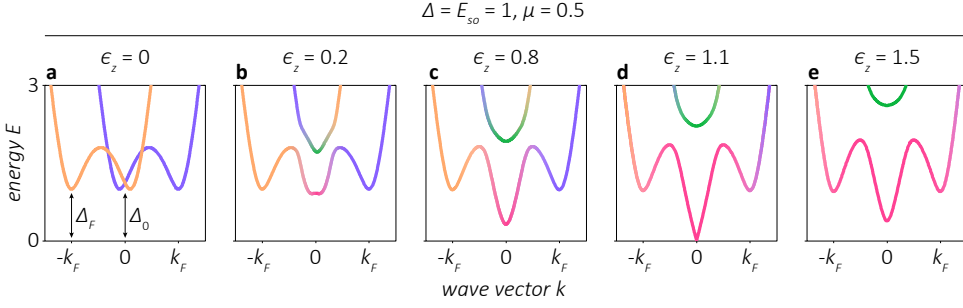 Δ = E_so = 1, μ = 0.5
a ϵ_z = 0
b ϵ_z = 0.2
c ϵ_z = 0.8
d ϵ_z = 1.1
e ϵ_z = 1.5
3
energy E
Δ_F
Δ_0
0
-k_F 0 k_F
-k_F 0 k_F
-k_F 0 k_F
-k_F 0 k_F
-k_F 0 k_F
wave vector k